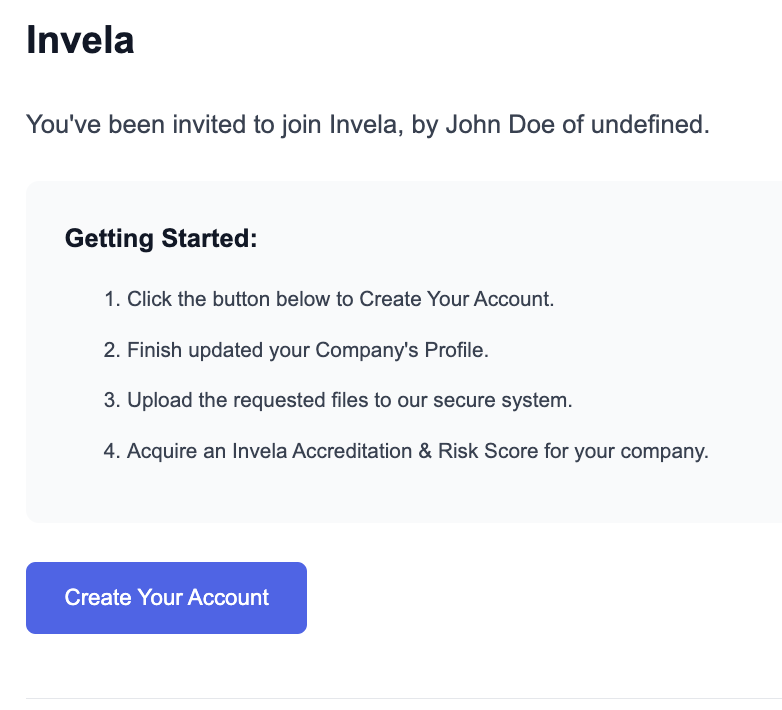 Invela
You've been invited to join Invela, by John Doe of undefined.
Getting Started:
1. Click the button below to Create Your Account.
2. Finish updated your Company's Profile.
3. Upload the requested files to our secure system.
4. Acquire an Invela Accreditation & Risk Score for your company.
Create Your Account